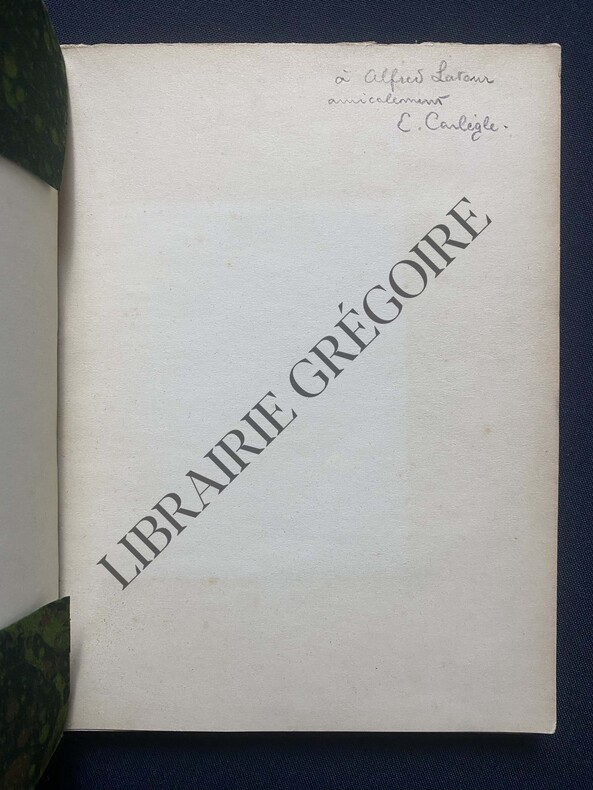 à Alfred Latour
amicalement
E. Carlègle.
LIBRAIRIE GRÉGOIRE